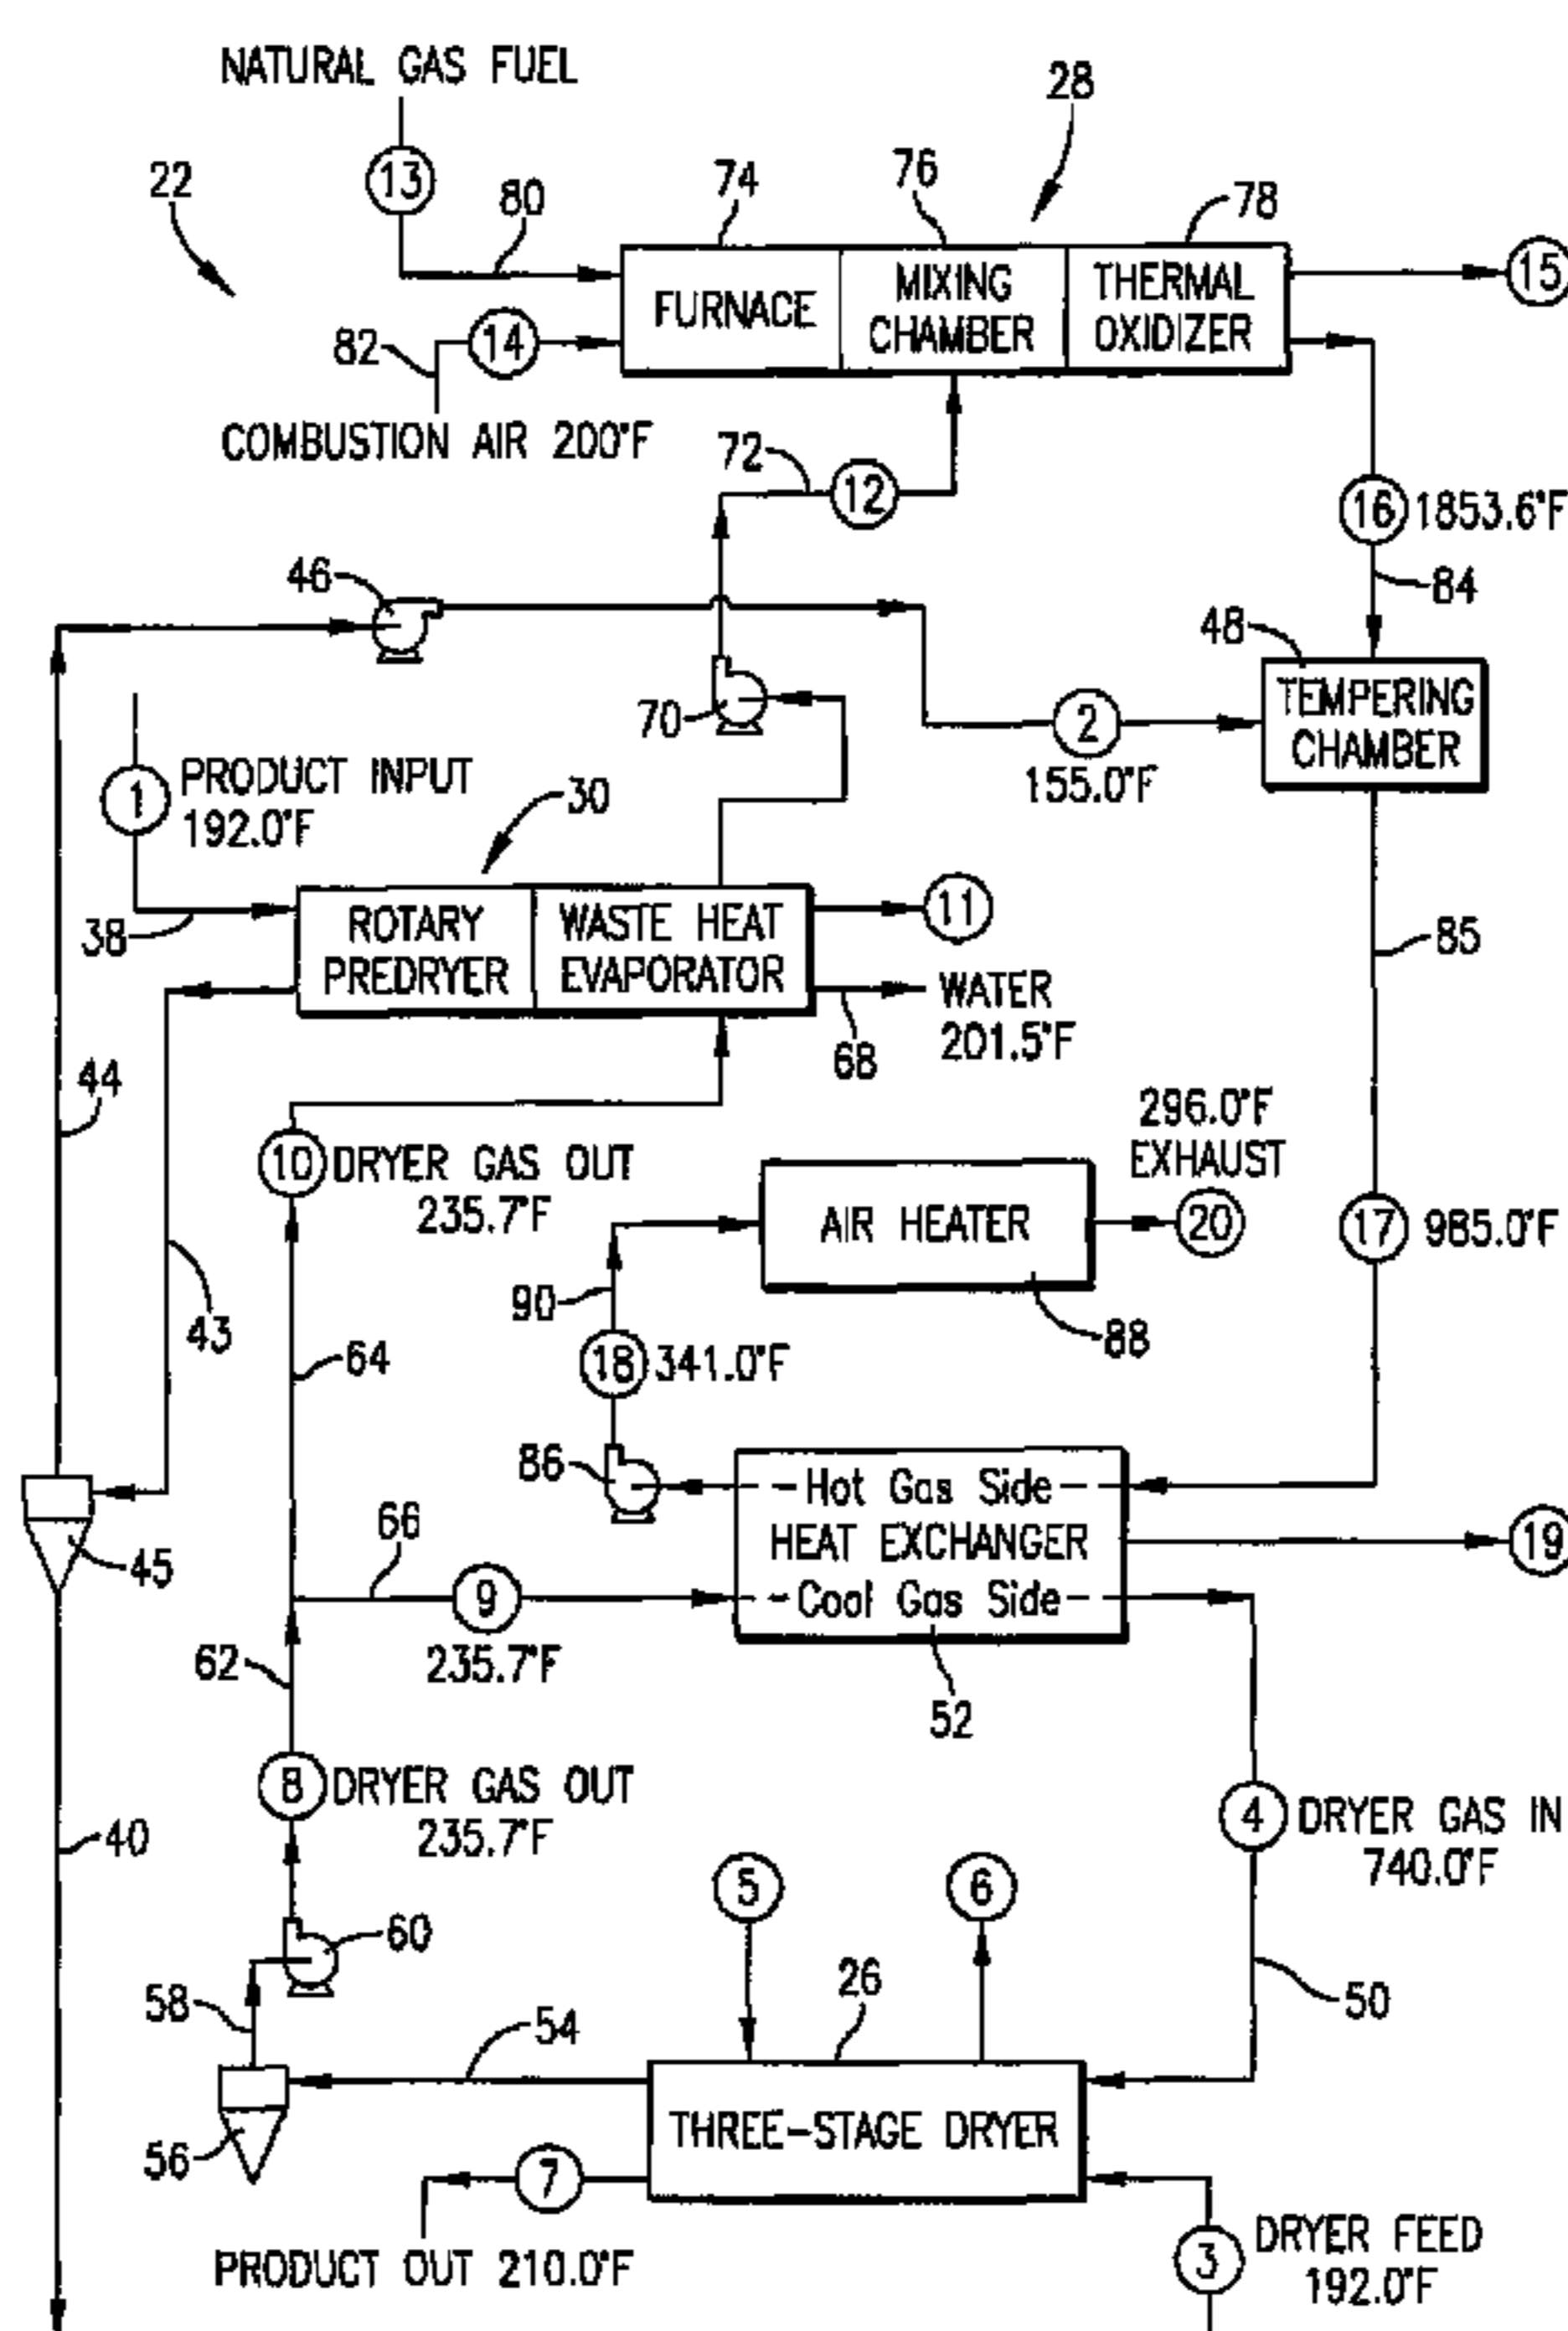 NATURAL GAS FUEL
28
22
13
80
74
76
78
15
FURNACE
MIXING
CHAMBER
THERMAL
OXIDIZER
82
14
COMBUSTION AIR 200°F
72
12
16 1853.6°F
46
84
48
TEMPERING
CHAMBER
70
2
155.0°F
1 PRODUCT INPUT
192.0°F
30
38
ROTARY
PREDRYER
WASTE HEAT
EVAPORATOR
11
85
WATER
201.5°F
68
44
10 DRYER GAS OUT
235.7°F
296.0°F
EXHAUST
AIR HEATER
20
17 985.0°F
90
43
88
64
18 341.0°F
86
Hot Gas Side
HEAT EXCHANGER
Cool Gas Side
19
66
45
9
235.7°F
62
52
8 DRYER GAS OUT
235.7°F
4 DRYER GAS IN
740.0°F
40
5
6
60
26
58
54
50
THREE-STAGE DRYER
56
7
PRODUCT OUT 210.0°F
3 DRYER FEED
192.0°F